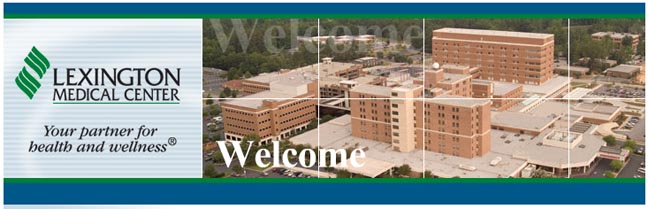 Welcome
LEXINGTON
MEDICAL CENTER
Your partner for
health and wellness®
Welcome